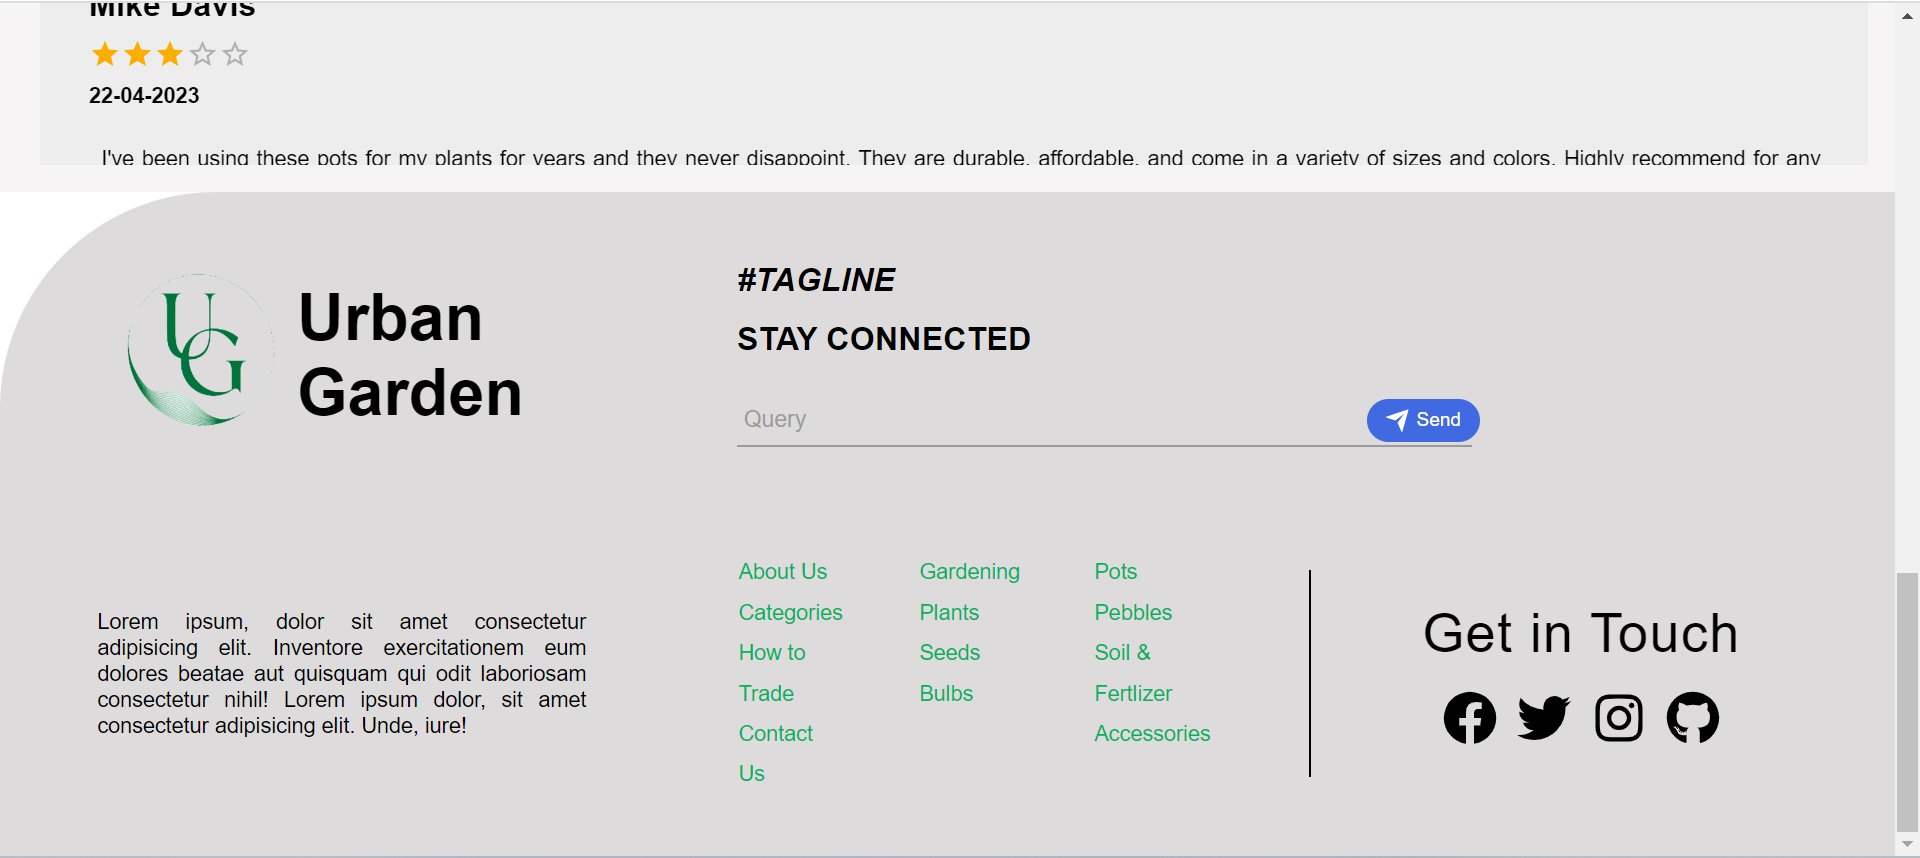 Mike Davis
22-04-2023
I've been using these pots for my plants for years and they never disappoint. They are durable, affordable, and come in a variety of sizes and colors. Highly recommend for any
UG
Urban
Garden
#TAGLINE
STAY CONNECTED
Query
Send
Lorem ipsum, dolor sit amet consectetur
adipisicing elit. Inventore exercitationem eum
dolores beatae aut quisquam qui odit laboriosam
consectetur nihil! Lorem ipsum dolor, sit amet
consectetur adipisicing elit. Unde, iure!
About Us
Categories
How to
Trade
Contact
Us
Gardening
Plants
Seeds
Bulbs
Pots
Pebbles
Soil &
Fertlizer
Accessories
Get in Touch